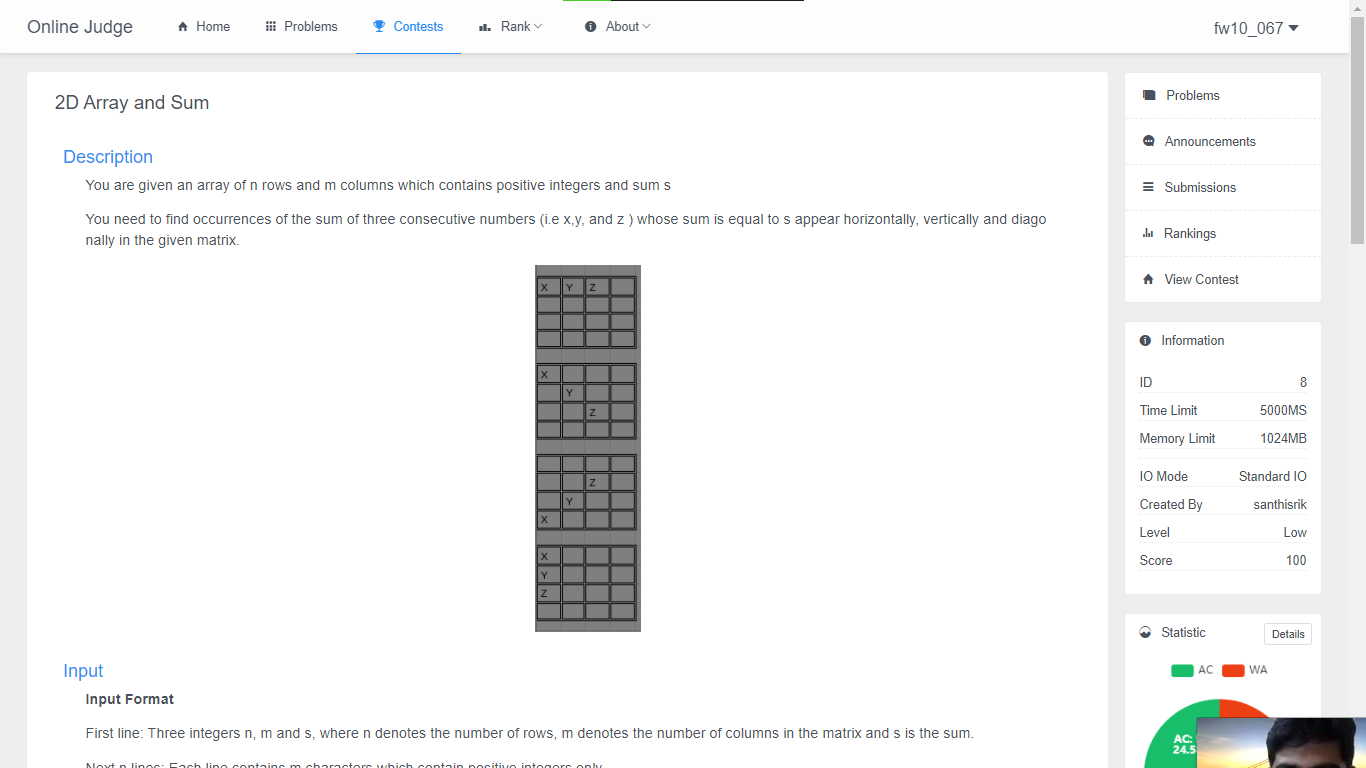 Online Judge
Home
Problems
Contests
Rank
About
fw10_067
2D Array and Sum
Description
You are given an array of n rows and m columns which contains positive integers and sum s
You need to find occurrences of the sum of three consecutive numbers (i.e x,y, and z ) whose sum is equal to s appear horizontally, vertically and diago
nally in the given matrix.
X Y Z
X
Y
Z
Z
Y
X
X
Y
Z
Input
Input Format
First line: Three integers n, m and s, where n denotes the number of rows, m denotes the number of columns in the matrix and s is the sum.
Next n lines: Each line contains m characters which contain positive integers only
Problems
Announcements
Submissions
Rankings
View Contest
Information
ID 8
Time Limit 5000MS
Memory Limit 1024MB
IO Mode Standard IO
Created By santhisrik
Level Low
Score 100
Statistic Details
AC WA
AC:
24.5